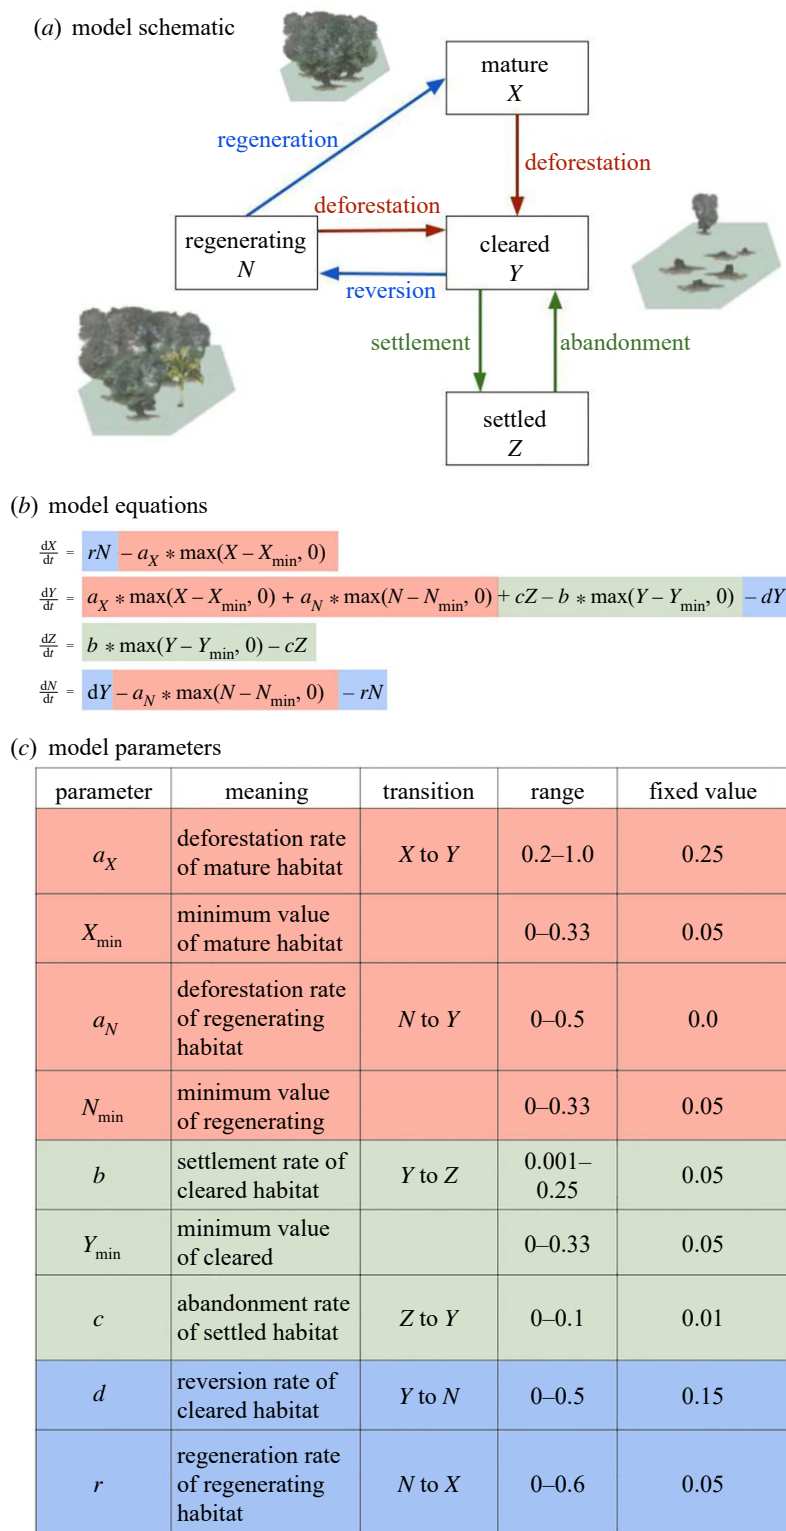 (a) model schematic
mature
X
regeneration
deforestation
deforestation
regenerating
N
cleared
Y
reversion
settlement
abandonment
settled
Z
(b) model equations
dX/dt = rN – a_X * max(X – X_min, 0)
dY/dt = a_X * max(X – X_min, 0) + a_N * max(N – N_min, 0) + cZ – b * max(Y – Y_min, 0) – dY
dZ/dt = b * max(Y – Y_min, 0) – cZ
dN/dt = dY – a_N * max(N – N_min, 0) – rN
(c) model parameters
parameter meaning transition range fixed value
a_X deforestation rate of mature habitat X to Y 0.2–1.0 0.25
X_min minimum value of mature habitat 0–0.33 0.05
a_N deforestation rate of regenerating habitat N to Y 0–0.5 0.0
N_min minimum value of regenerating 0–0.33 0.05
b settlement rate of cleared habitat Y to Z 0.001–0.25 0.05
Y_min minimum value of cleared 0–0.33 0.05
c abandonment rate of settled habitat Z to Y 0–0.1 0.01
d reversion rate of cleared habitat Y to N 0–0.5 0.15
r regeneration rate of regenerating habitat N to X 0–0.6 0.05